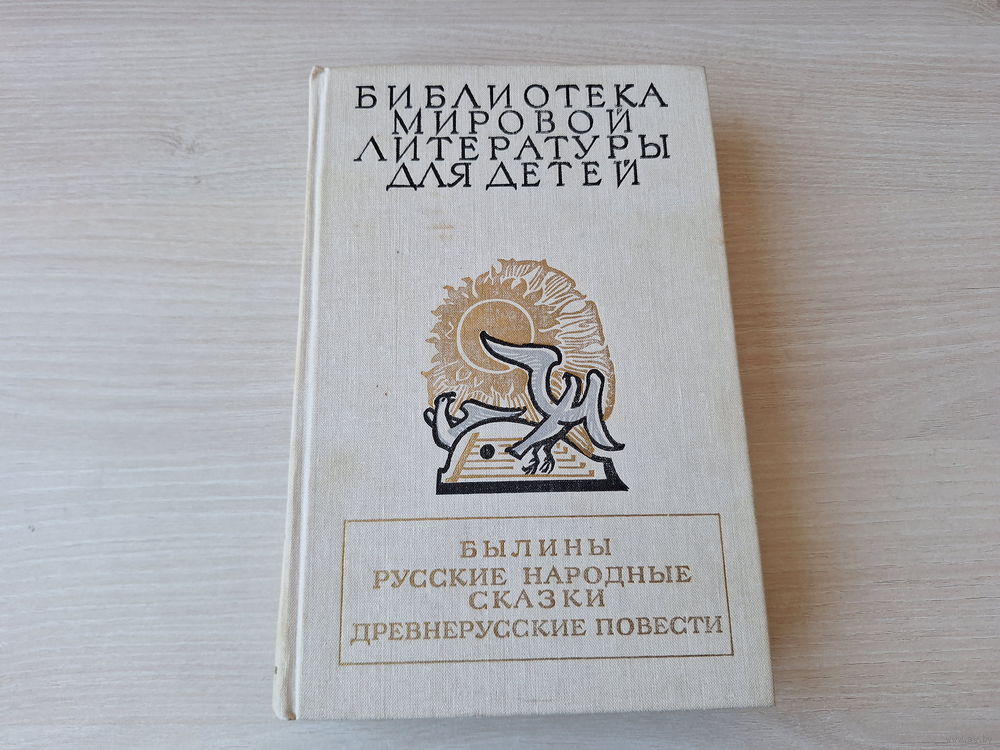 БИБЛИОТЕКА
МИРОВОЙ
ЛИТЕРАТУРЫ
ДЛЯ ДЕТЕЙ
БЫЛИНЫ
РУССКИЕ НАРОДНЫЕ
СКАЗКИ
ДРЕВНЕРУССКИЕ ПОВЕСТИ